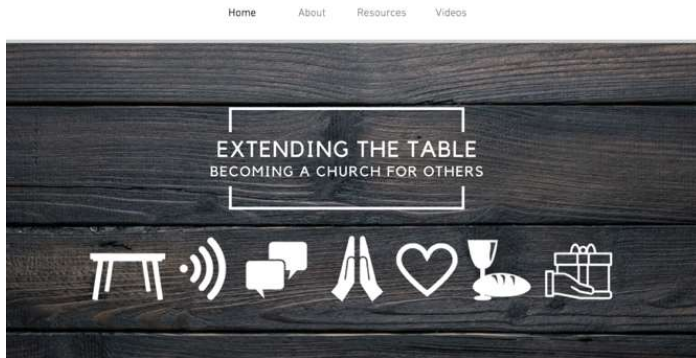 Home About Resources Videos
EXTENDING THE TABLE
BECOMING A CHURCH FOR OTHERS